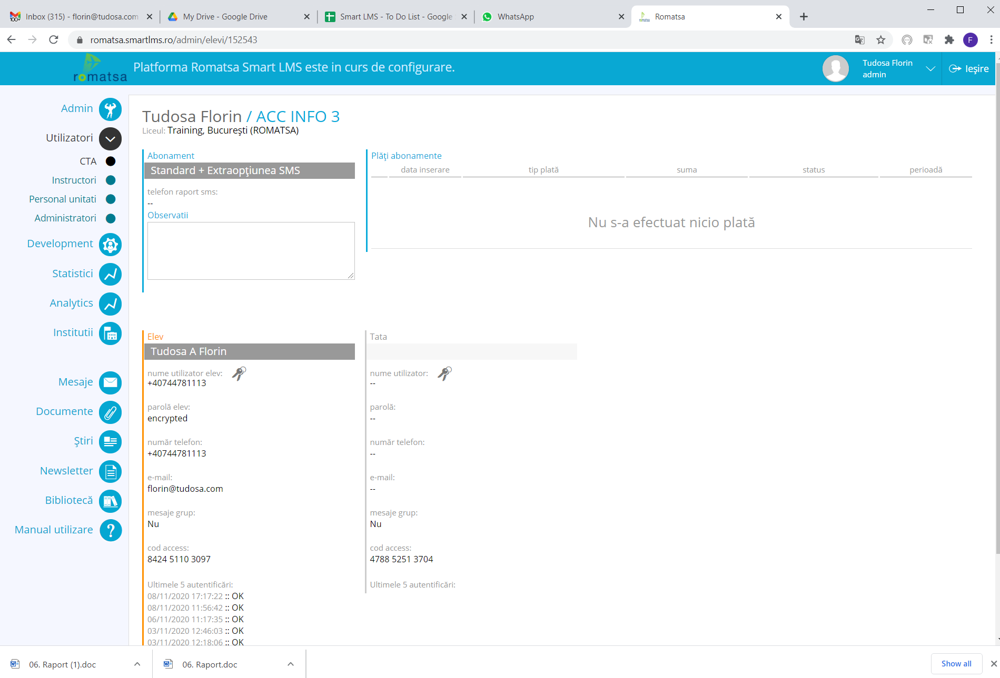 Inbox (315) - florin@tudosa.com
My Drive - Google Drive
Smart LMS - To Do List - Google
WhatsApp
Romatsa
romatsa.smartlms.ro/admin/elevi/152543
F
romatsa
Platforma Romatsa Smart LMS este in curs de configurare.
Tudosa Florin
admin
Ieşire
Admin
Utilizatori
CTA
Instructori
Personal unitati
Administratori
Development
Statistici
Analytics
Institutii
Mesaje
Documente
Ştiri
Newsletter
Bibliotecă
Manual utilizare
Tudosa Florin / ACC INFO 3
Liceul: Training, Bucureşti (ROMATSA)
Abonament
Standard + Extraopţiunea SMS
telefon raport sms:
--
Observatii
Plăţi abonamente
data inserare tip plată suma status perioadă
Nu s-a efectuat nicio plată
Elev
Tudosa A Florin
nume utilizator elev:
+40744781113
parolă elev:
encrypted
număr telefon:
+40744781113
e-mail:
florin@tudosa.com
mesaje grup:
Nu
cod access:
8424 5110 3097
Ultimele 5 autentificări:
08/11/2020 17:17:22 :: OK
08/11/2020 11:56:42 :: OK
06/11/2020 11:17:35 :: OK
03/11/2020 12:46:03 :: OK
03/11/2020 12:18:06 :: OK
Tata
nume utilizator:
--
parolă:
--
număr telefon:
--
e-mail:
--
mesaje grup:
Nu
cod access:
4788 5251 3704
Ultimele 5 autentificări:
06. Raport (1).doc
06. Raport.doc
Show all